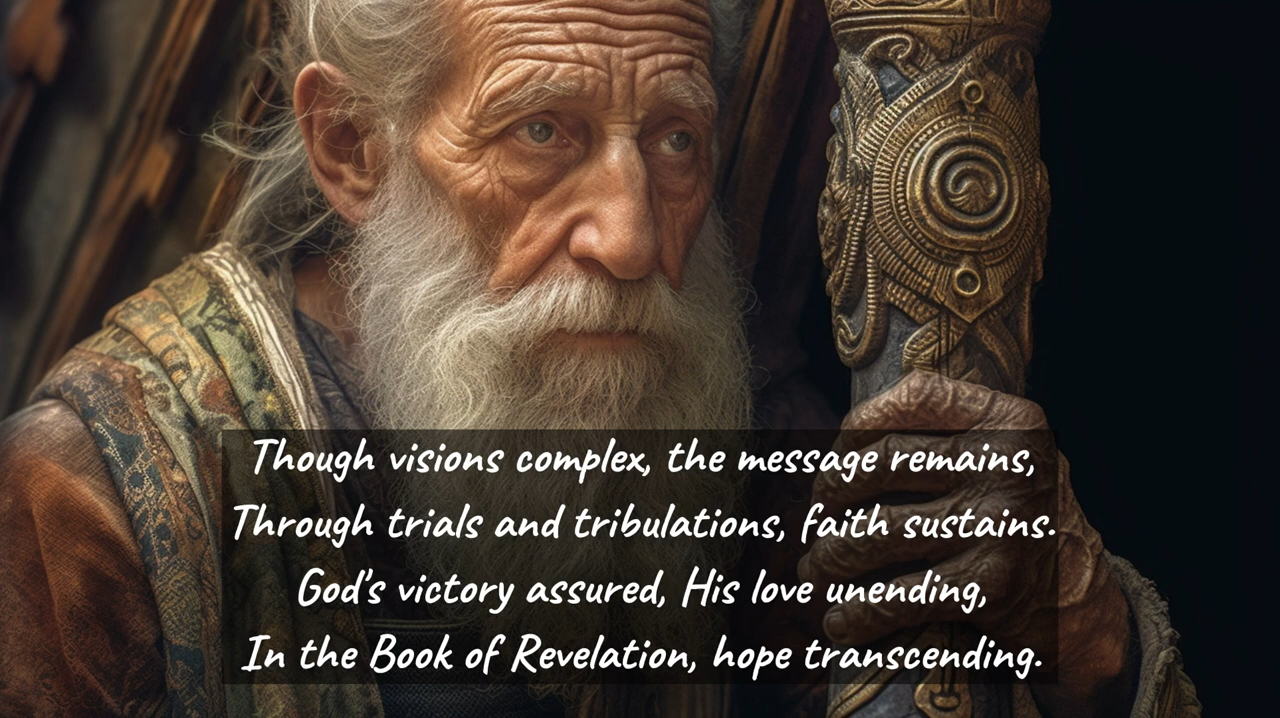 Though visions complex, the message remains,
Through trials and tribulations, faith sustains.
God's victory assured, His love unending,
In the Book of Revelation, hope transcending.